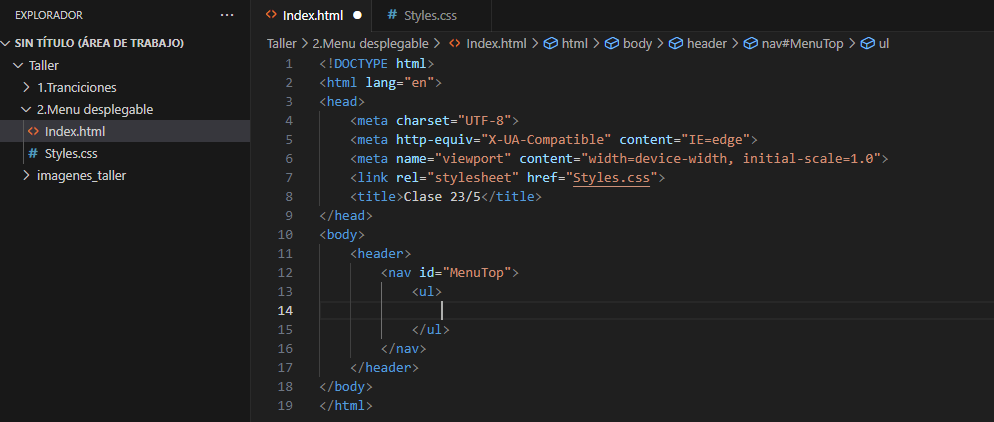 EXPLORADOR ···
SIN TÍTULO (ÁREA DE TRABAJO)
Taller
1.Tranciciones
2.Menu desplegable
Index.html
Styles.css
imagenes_taller
Index.html Styles.css
Taller > 2.Menu desplegable > Index.html > html > body > header > nav#MenuTop > ul
1 <!DOCTYPE html>
2 <html lang="en">
3 <head>
4 <meta charset="UTF-8">
5 <meta http-equiv="X-UA-Compatible" content="IE=edge">
6 <meta name="viewport" content="width=device-width, initial-scale=1.0">
7 <link rel="stylesheet" href="Styles.css">
8 <title>Clase 23/5</title>
9 </head>
10 <body>
11 <header>
12 <nav id="MenuTop">
13 <ul>
14
15 </ul>
16 </nav>
17 </header>
18 </body>
19 </html>